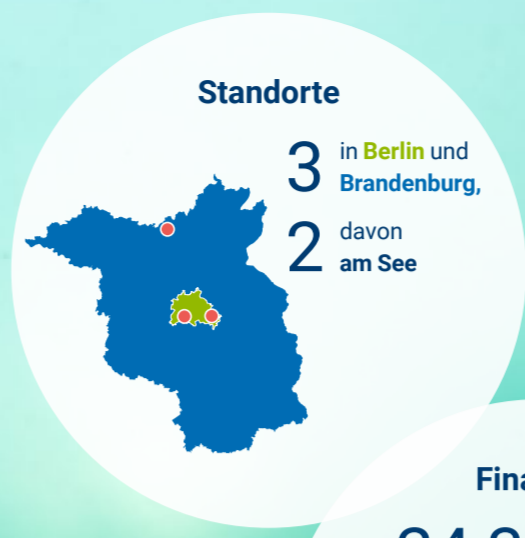 Standorte
3 in Berlin und
Brandenburg,
2 davon
am See